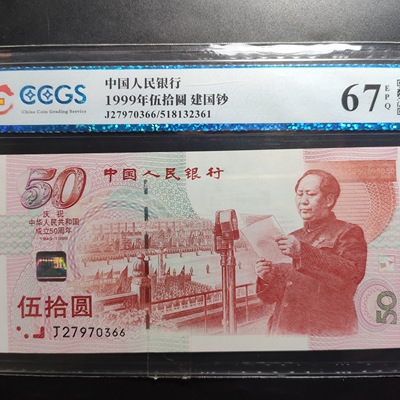 CCGS
China Coin Grading Service
中国人民银行
1999年伍拾圓 建国钞
J27970366/518132361
67
EPQ
50
中国人民银行
庆祝
中华人民共和国
成立50周年
1949-1999
伍拾圆
J27970366
50